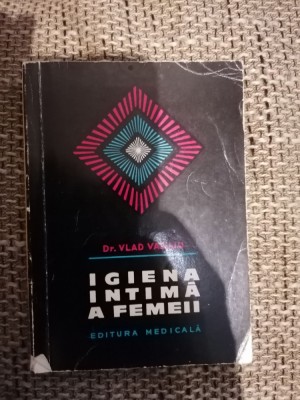 Dr. VLAD
IGIENA
INTIMĂ
A FEMEII
EDITURA MEDICALĂ